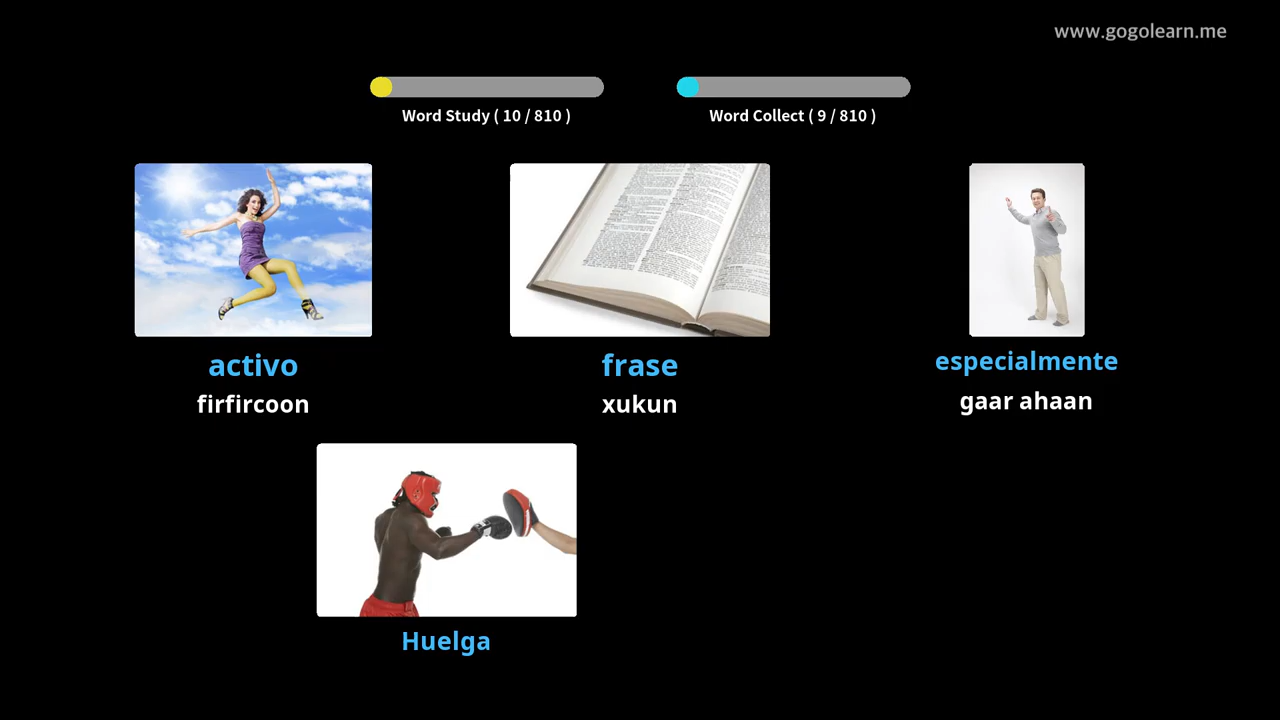 www.gogolearn.me
Word Study ( 10 / 810 )
Word Collect ( 9 / 810 )
activo
firfircoon
frase
xukun
especialmente
gaar ahaan
Huelga